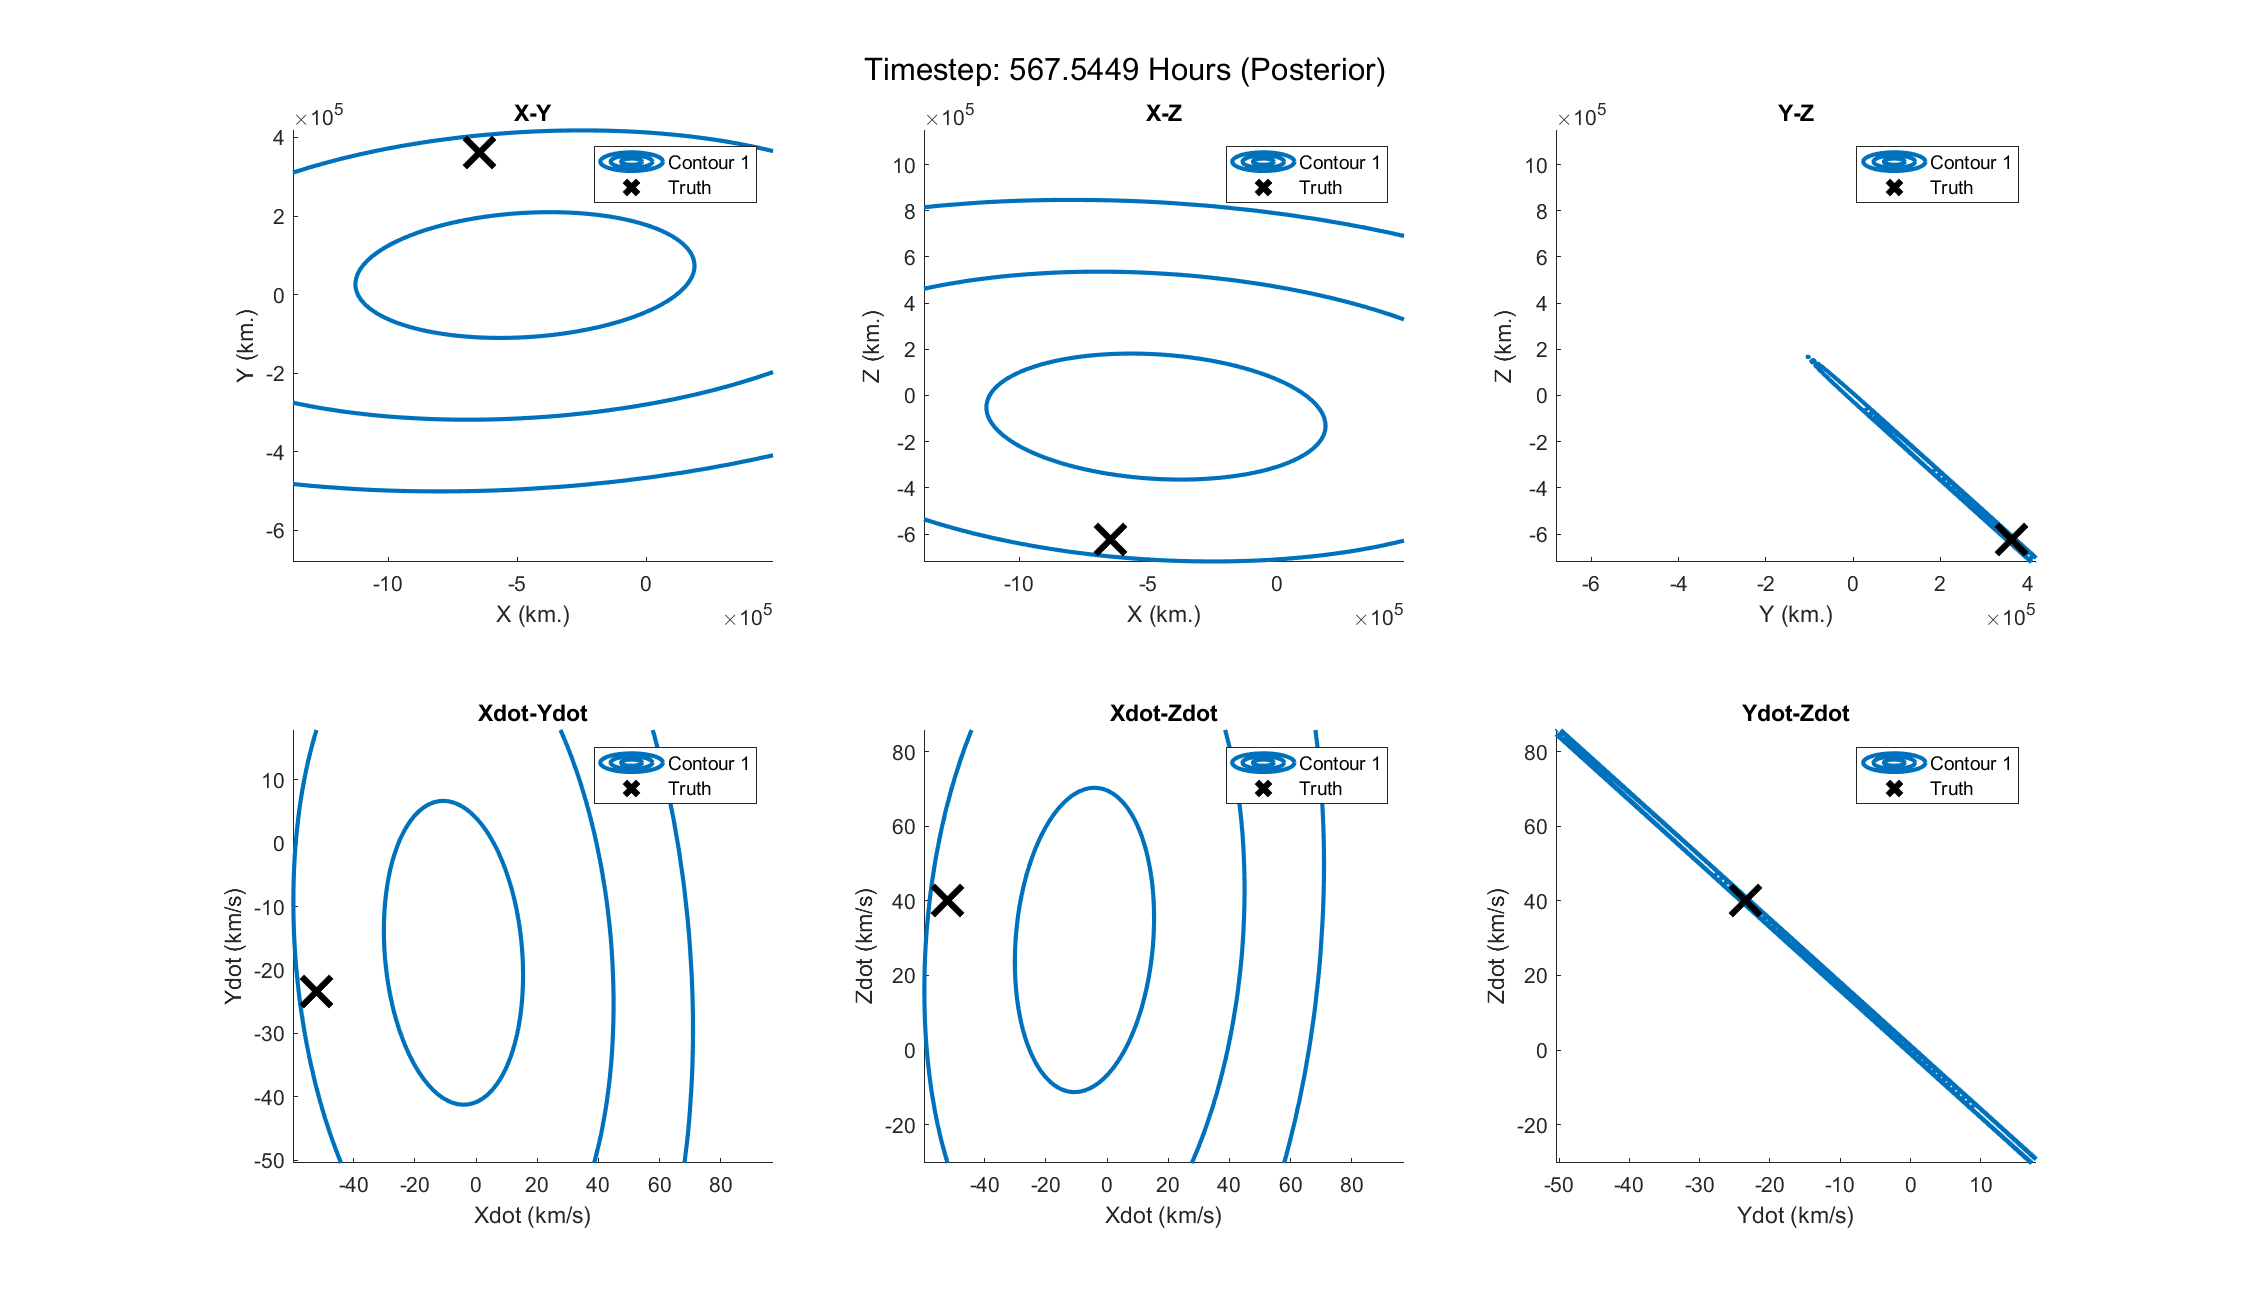 Timestep: 567.5449 Hours (Posterior)
X-Y
×10^5
4
2
0
-2
-4
-6
Y (km.)
-10 -5 0
X (km.)
×10^5
Contour 1
Truth
X-Z
×10^5
10
8
6
4
2
0
-2
-4
-6
Z (km.)
-10 -5 0
X (km.)
×10^5
Contour 1
Truth
Y-Z
×10^5
10
8
6
4
2
0
-2
-4
-6
Z (km.)
-6 -4 -2 0 2 4
Y (km.)
×10^5
Contour 1
Truth
Xdot-Ydot
10
0
-10
-20
-30
-40
-50
Ydot (km/s)
-40 -20 0 20 40 60 80
Xdot (km/s)
Contour 1
Truth
Xdot-Zdot
80
60
40
20
0
-20
Zdot (km/s)
-40 -20 0 20 40 60 80
Xdot (km/s)
Contour 1
Truth
Ydot-Zdot
80
60
40
20
0
-20
Zdot (km/s)
-50 -40 -30 -20 -10 0 10
Ydot (km/s)
Contour 1
Truth